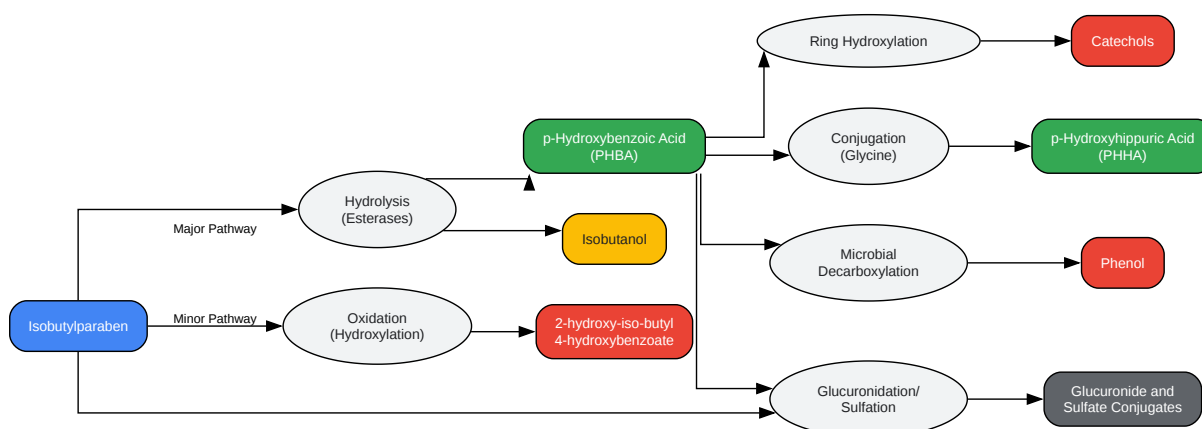 Ring Hydroxylation
Catechols
p-Hydroxybenzoic Acid
(PHBA)
Conjugation
(Glycine)
p-Hydroxyhippuric Acid
(PHHA)
Hydrolysis
(Esterases)
Major Pathway
Isobutanol
Microbial
Decarboxylation
Phenol
Isobutylparaben
Minor Pathway
Oxidation
(Hydroxylation)
2-hydroxy-iso-butyl
4-hydroxybenzoate
Glucuronidation/
Sulfation
Glucuronide and
Sulfate Conjugates